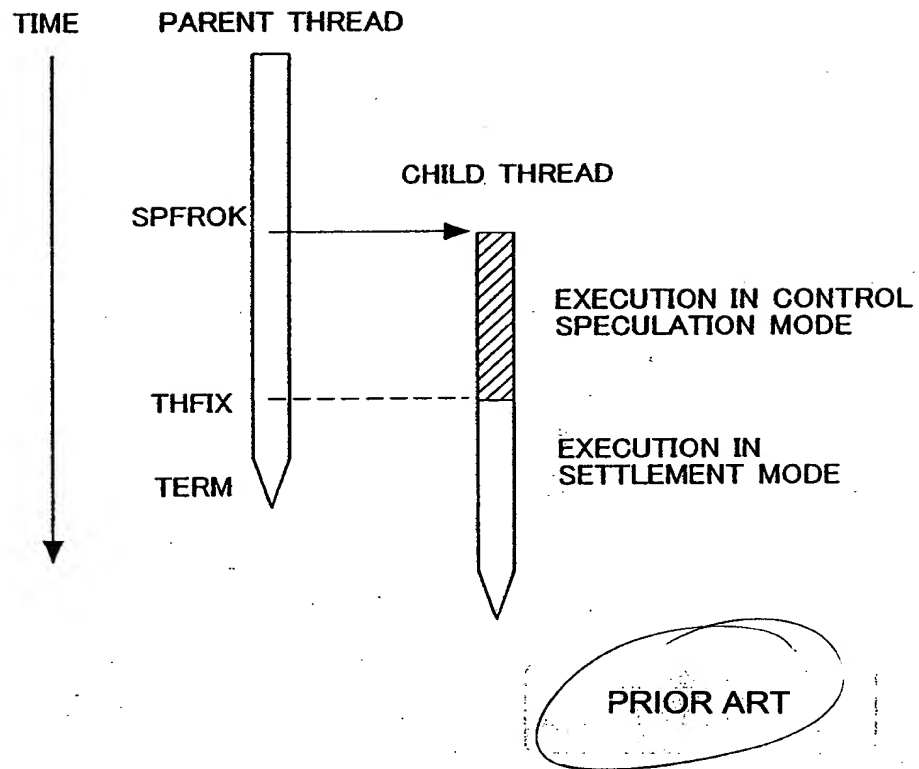 TIME
PARENT THREAD
CHILD THREAD
SPFROK
EXECUTION IN CONTROL
SPECULATION MODE
THFIX
EXECUTION IN
SETTLEMENT MODE
TERM
PRIOR ART